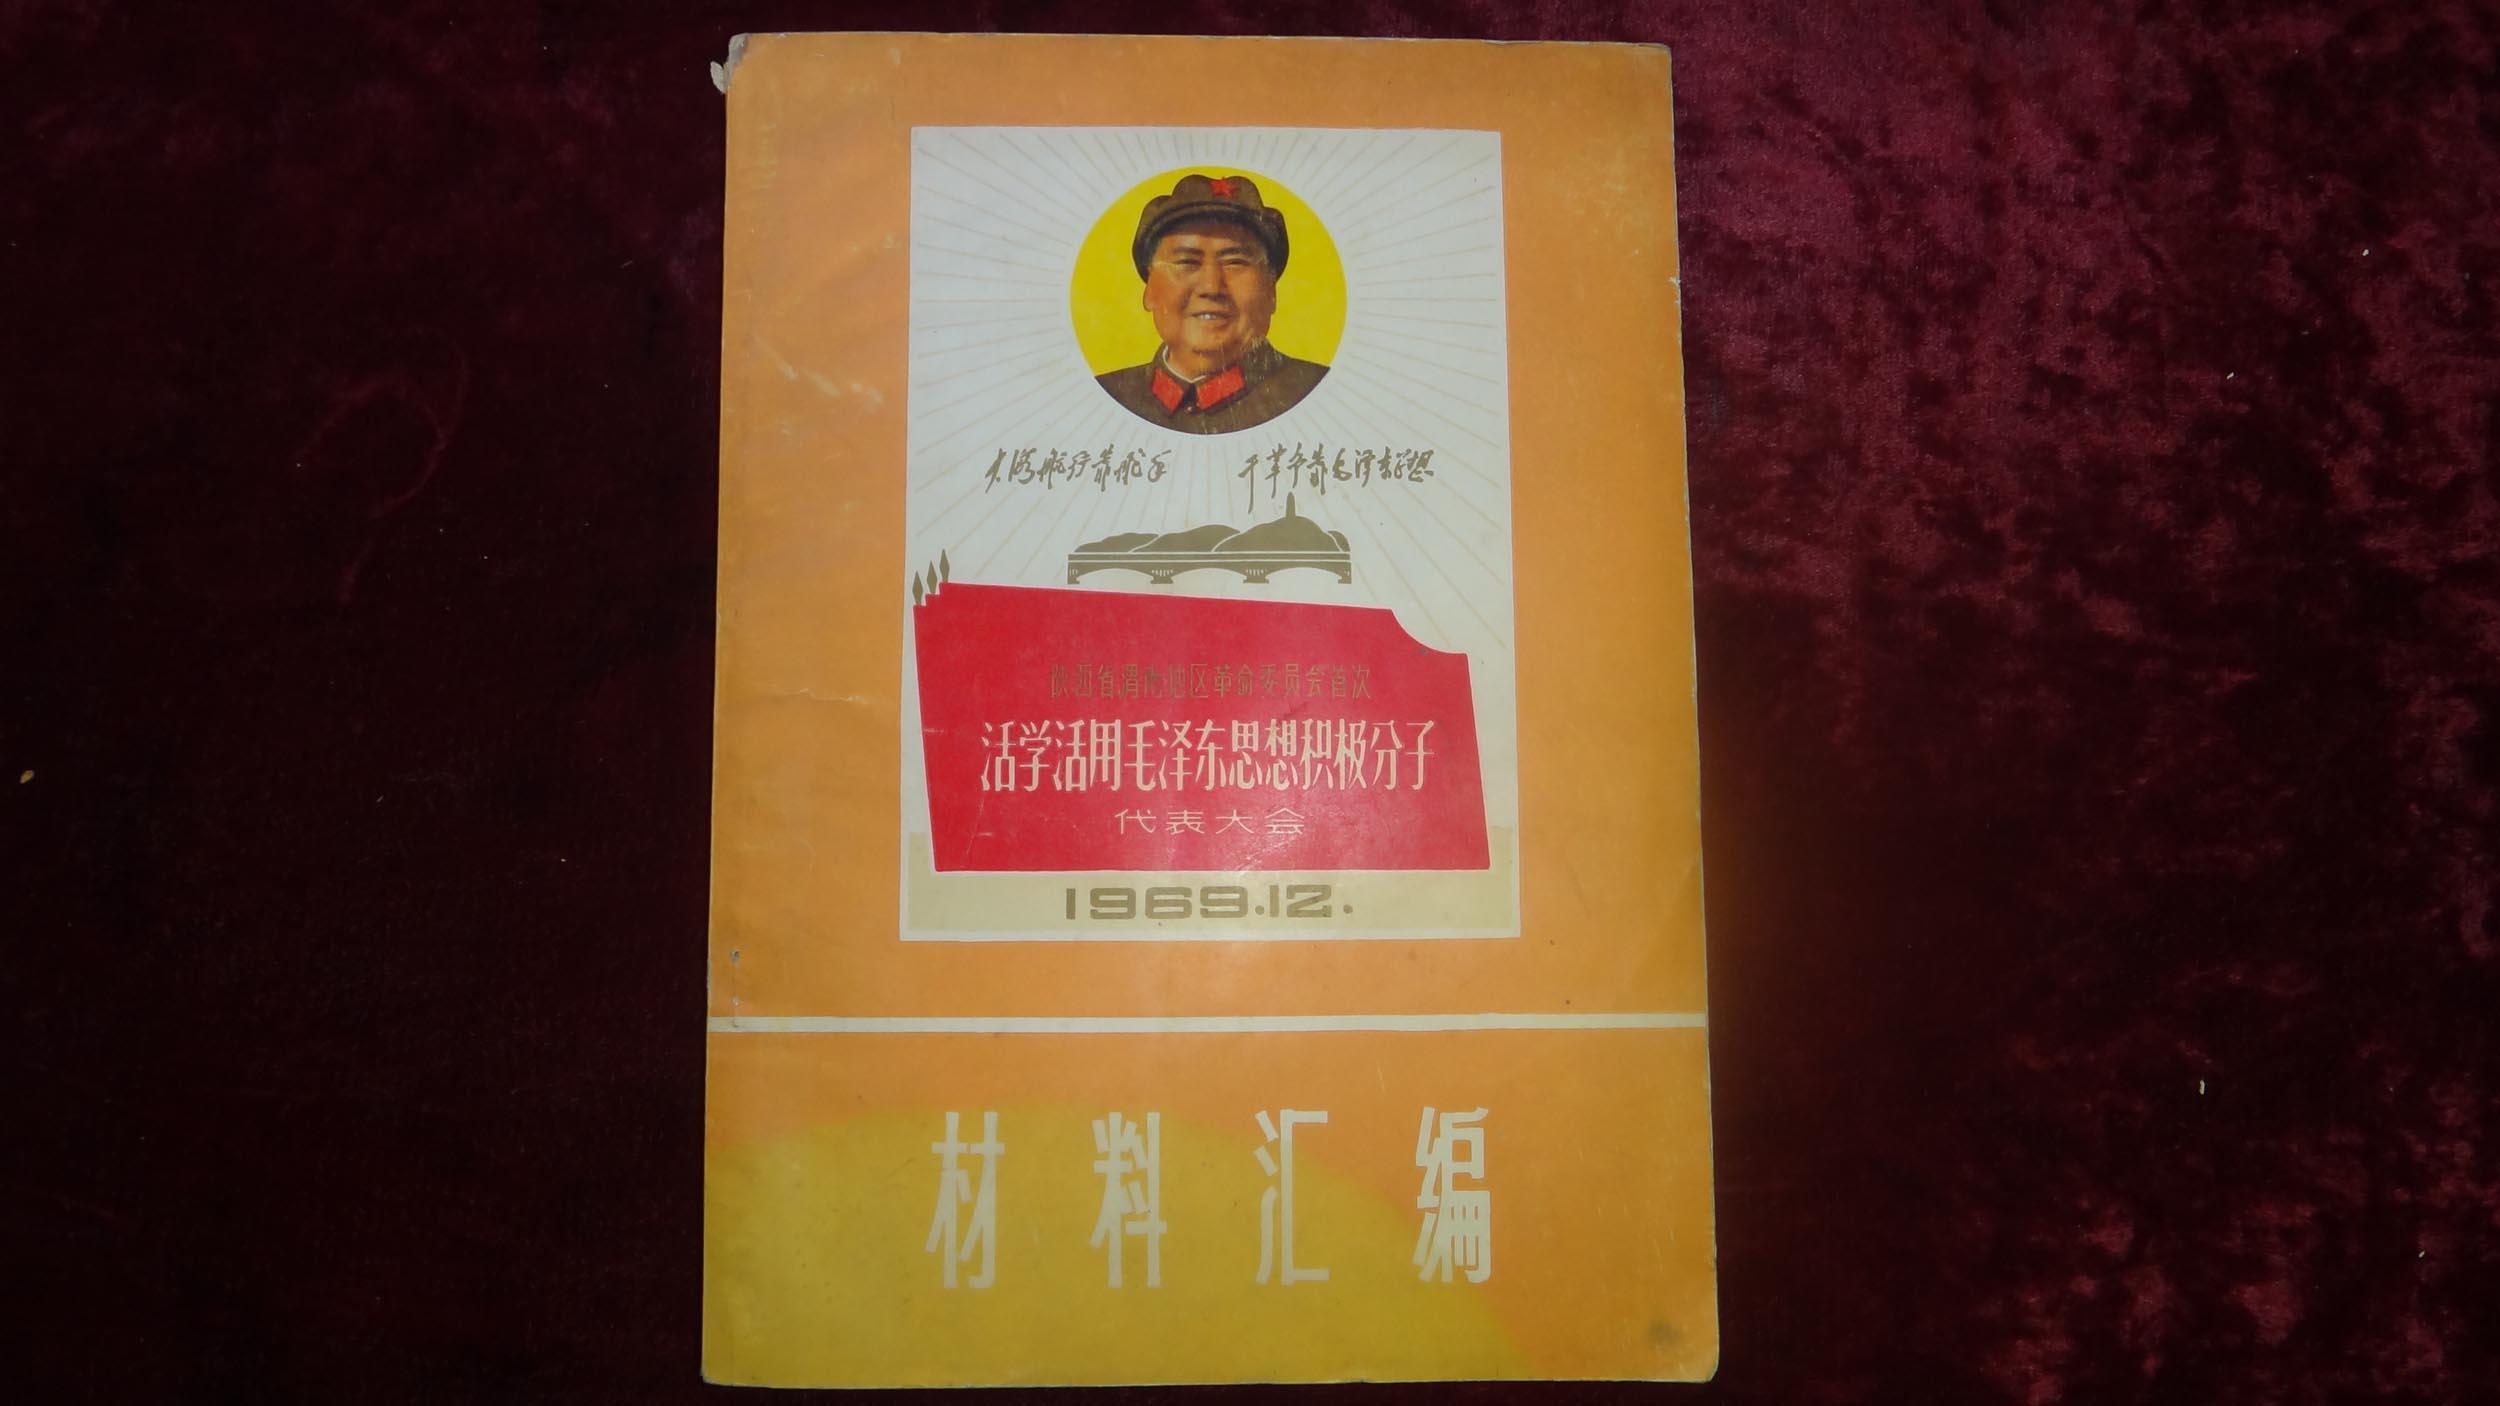 大海航行靠舵手 干革命靠毛泽东思想
陕西省渭南地区革命委员会首次
活学活用毛泽东思想积极分子
代表大会
1969.12.
材料汇编